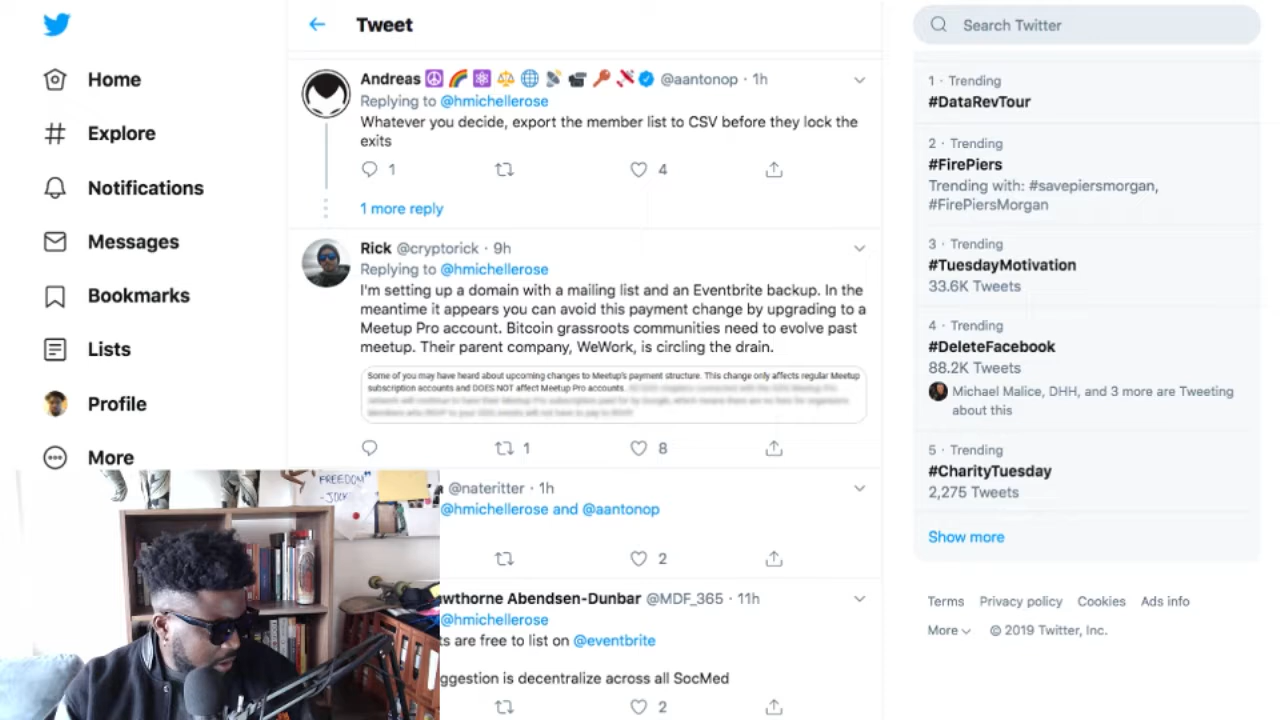 Home
Explore
Notifications
Messages
Bookmarks
Lists
Profile
More
Tweet
Andreas @aantonop · 1h
Replying to @hmichellerose
Whatever you decide, export the member list to CSV before they lock the
exits
1 4
1 more reply
Rick @cryptorick · 9h
Replying to @hmichellerose
I'm setting up a domain with a mailing list and an Eventbrite backup. In the
meantime it appears you can avoid this payment change by upgrading to a
Meetup Pro account. Bitcoin grassroots communities need to evolve past
meetup. Their parent company, WeWork, is circling the drain.
Some of you may have heard about upcoming changes to Meetup's payment structure. This change only affects regular Meetup
subscription accounts and DOES NOT affect Meetup Pro accounts.
1 8
@nateritter · 1h
@hmichellerose and @aantonop
2
wthorne Abendsen-Dunbar @MDF_365 · 11h
@hmichellerose
ts are free to list on @eventbrite
ggestion is decentralize across all SocMed
2
Search Twitter
1 · Trending
#DataRevTour
2 · Trending
#FirePiers
Trending with: #savepiersmorgan,
#FirePiersMorgan
3 · Trending
#TuesdayMotivation
33.6K Tweets
4 · Trending
#DeleteFacebook
88.2K Tweets
Michael Malice, DHH, and 3 more are Tweeting
about this
5 · Trending
#CharityTuesday
2,275 Tweets
Show more
Terms Privacy policy Cookies Ads info
More © 2019 Twitter, Inc.
FREEDOM"